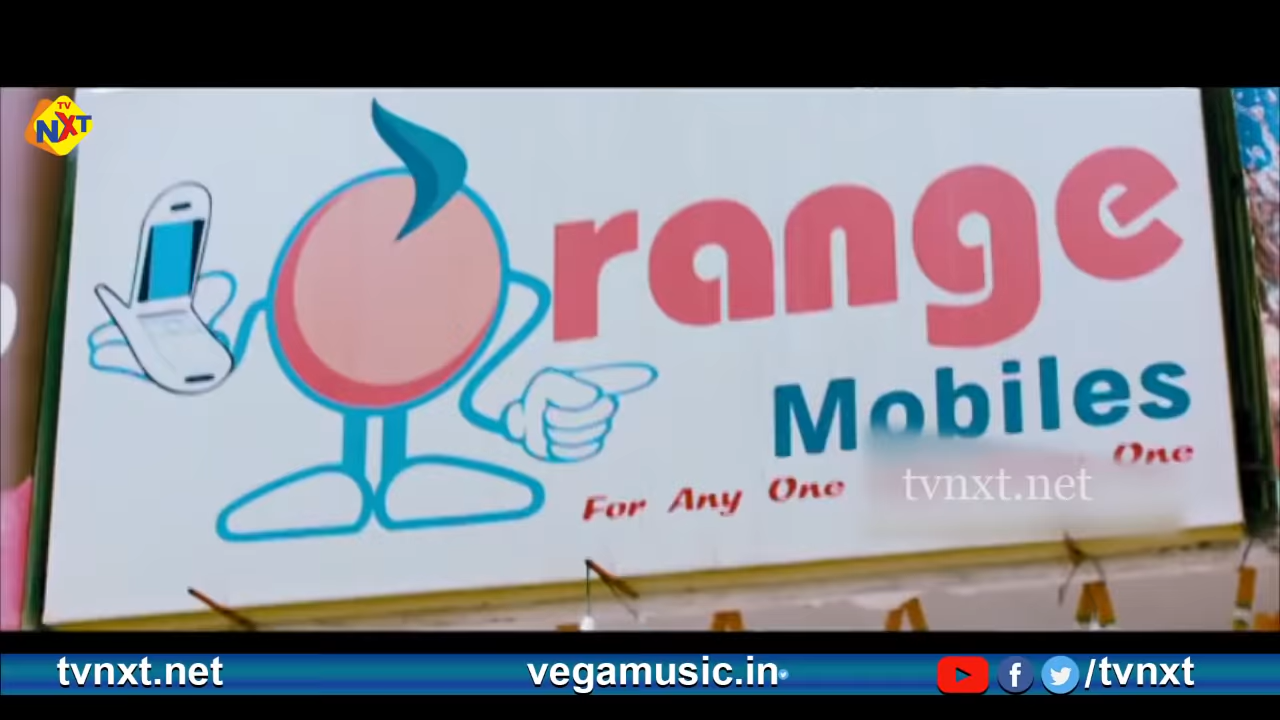 TV
NXT
Orange
Mobiles
For Any One One
tvnxt.net
tvnxt.net
vegamusic.in
/tvnxt